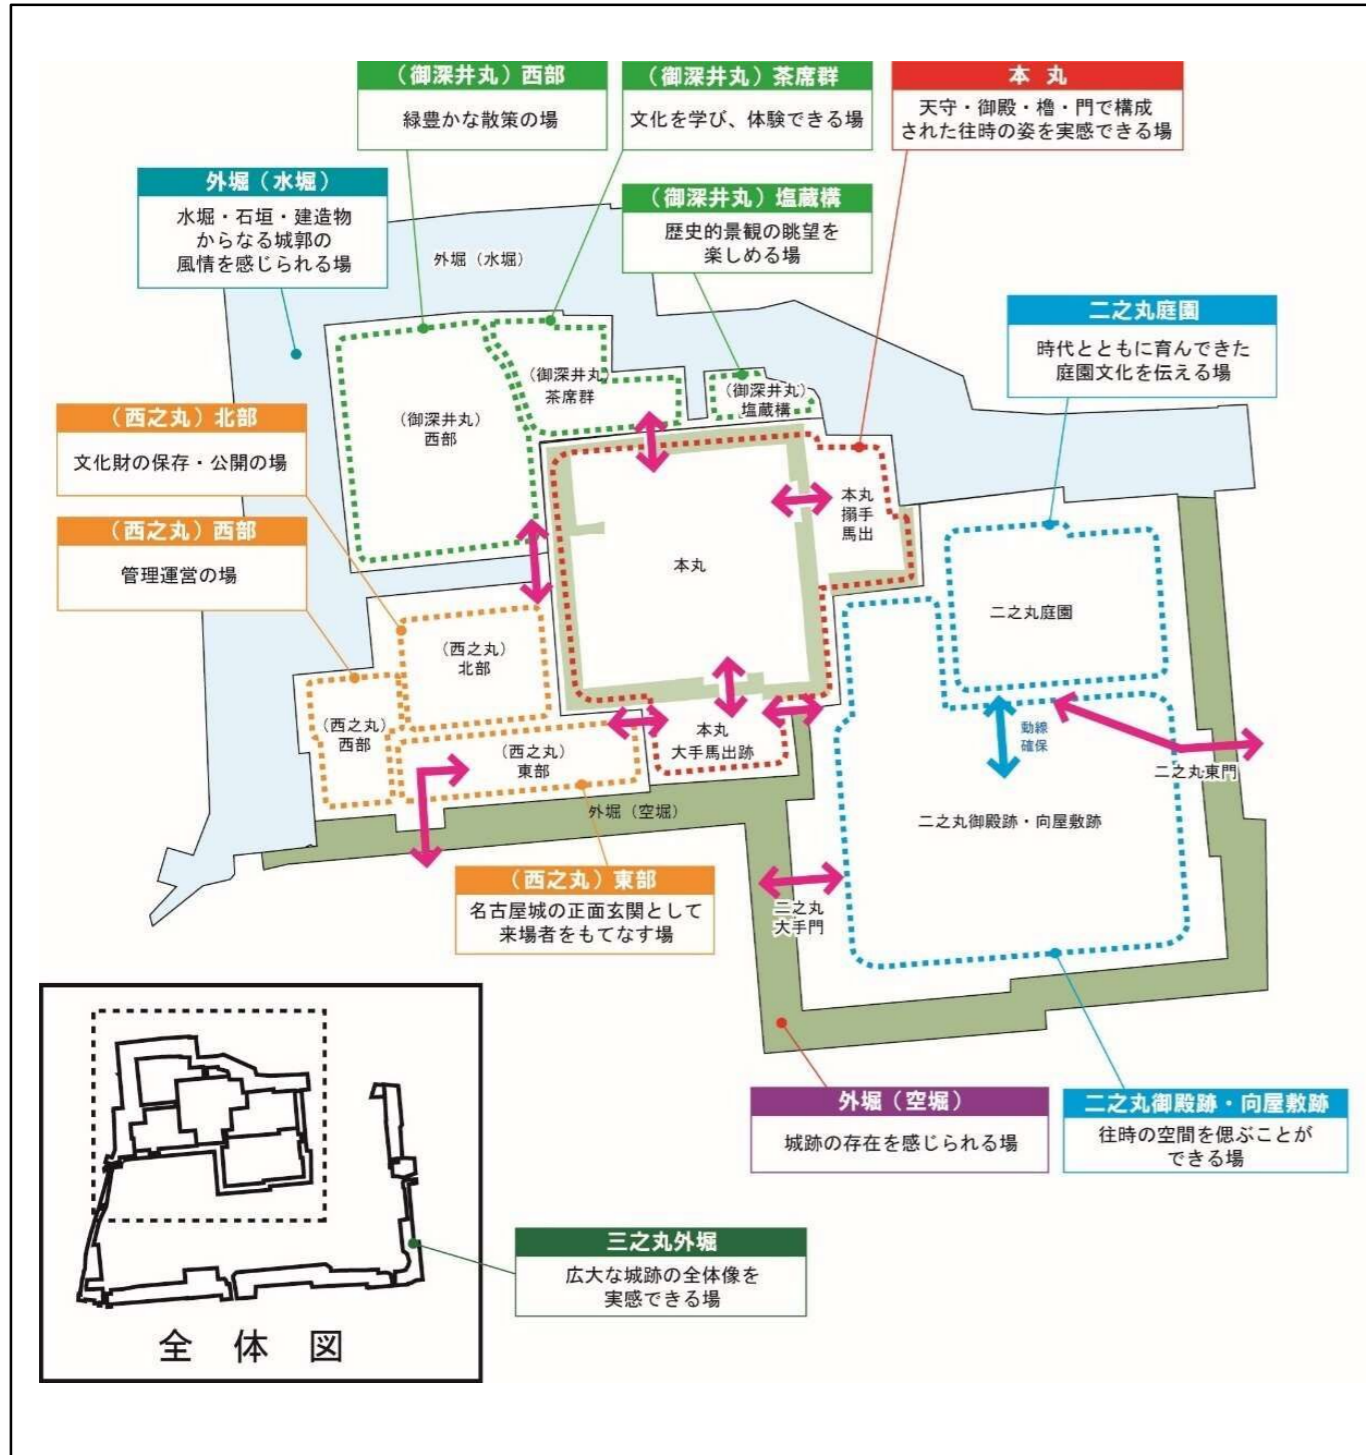 （御深井丸）西部
緑豊かな散策の場
（御深井丸）茶席群
文化を学び、体験できる場
本 丸
天守・御殿・櫓・門で構成
された往時の姿を実感できる場
外堀（水堀）
水堀・石垣・建造物
からなる城郭の
風情を感じられる場
（御深井丸）塩蔵構
歴史的景観の眺望を
楽しめる場
外堀（水堀）
二之丸庭園
時代とともに育んできた
庭園文化を伝える場
（西之丸）北部
文化財の保存・公開の場
（西之丸）西部
管理運営の場
（御深井丸）
西部
（御深井丸）
茶席群
（御深井丸）
塩蔵構
本丸
本丸
搦手
馬出
二之丸庭園
（西之丸）
北部
（西之丸）
西部
（西之丸）
東部
本丸
大手馬出跡
動線
確保
二之丸東門
外堀（空堀）
二之丸御殿跡・向屋敷跡
二之丸
大手門
（西之丸）東部
名古屋城の正面玄関として
来場者をもてなす場
外堀（空堀）
城跡の存在を感じられる場
二之丸御殿跡・向屋敷跡
往時の空間を偲ぶことが
できる場
三之丸外堀
広大な城跡の全体像を
実感できる場
全 体 図